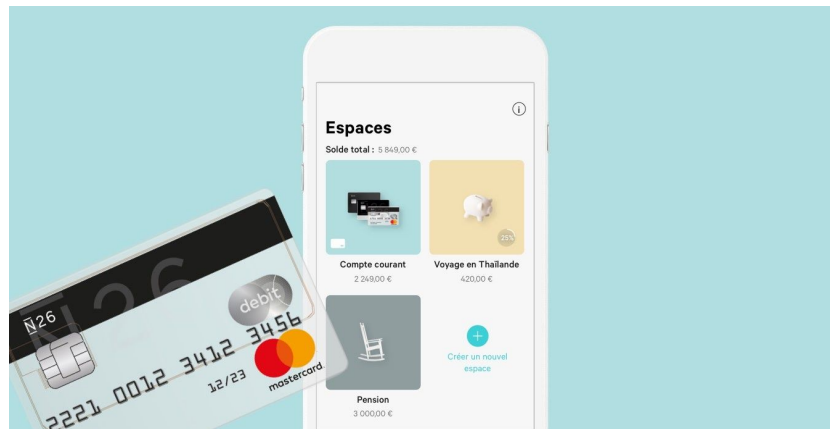 Espaces
Solde total : 5 849,00 €
25%
Compte courant
2 249,00 €
Voyage en Thaïlande
420,00 €
Créer un nouvel
espace
Pension
3 000,00 €
N26
N26
debit
2221 0012 3412 3456
12/23
mastercard